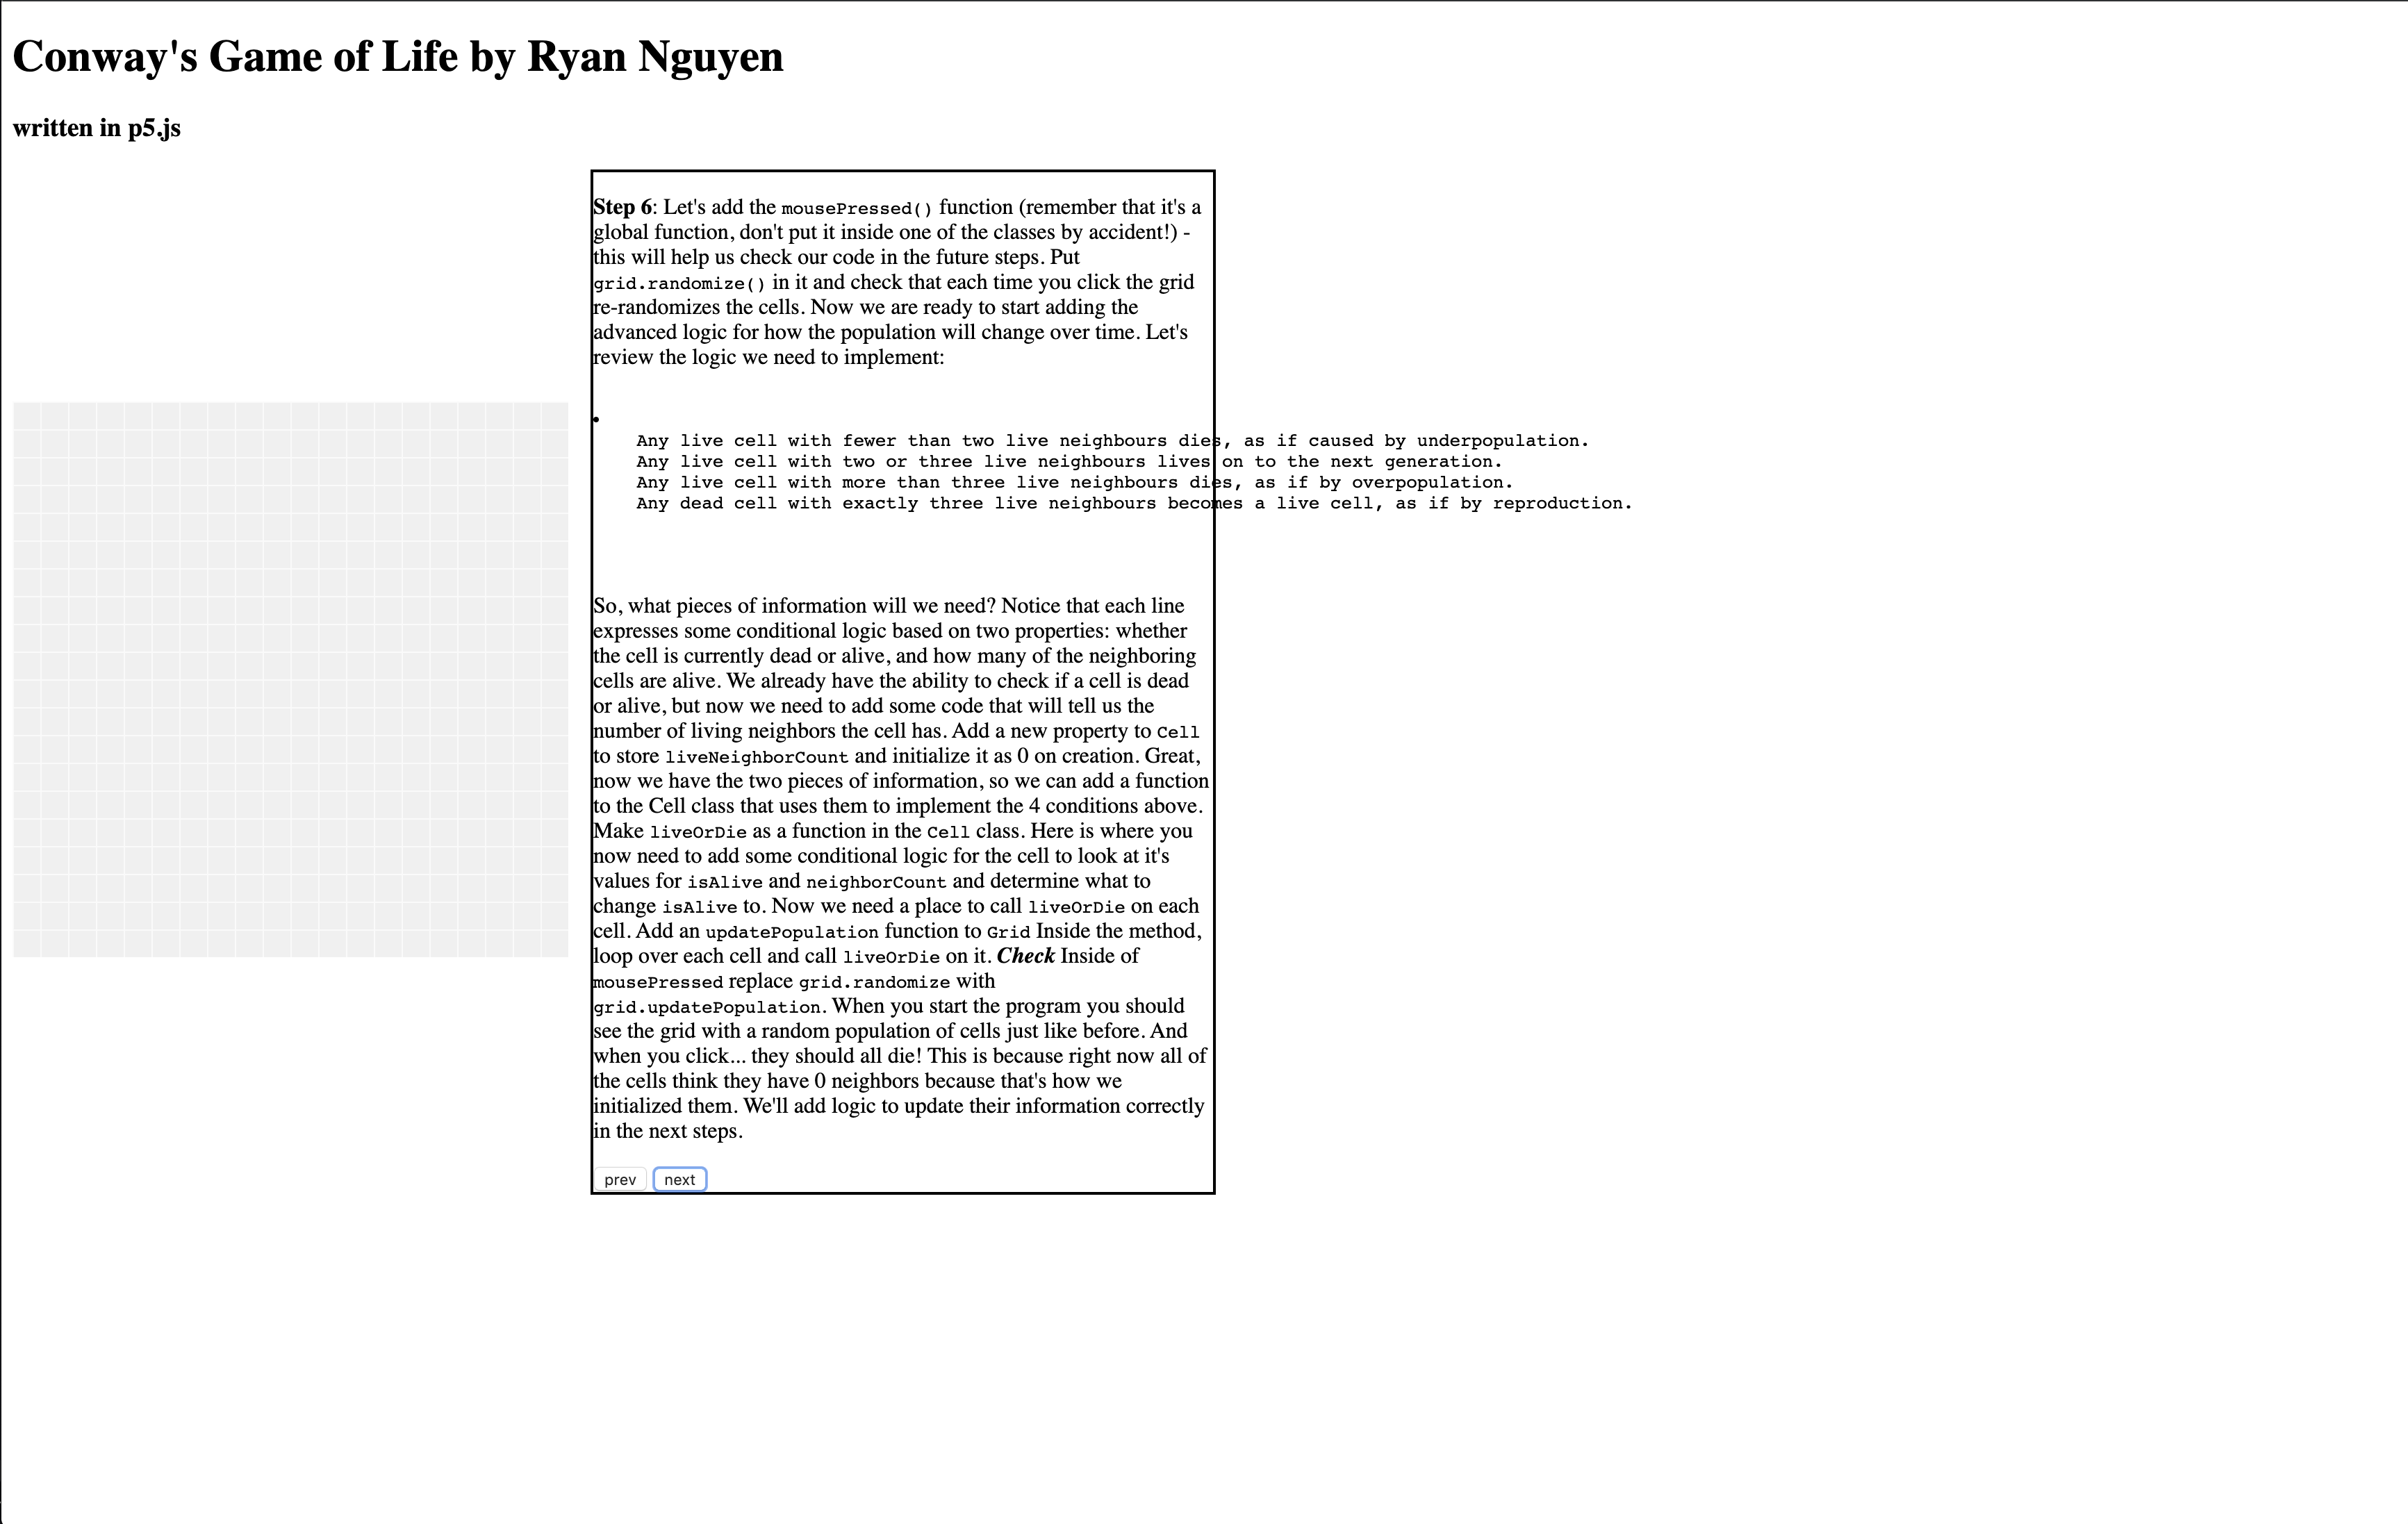 Conway's Game of Life by Ryan Nguyen
written in p5.js
Step 6: Let's add the mousePressed() function (remember that it's a
global function, don't put it inside one of the classes by accident!) -
this will help us check our code in the future steps. Put
grid.randomize() in it and check that each time you click the grid
re-randomizes the cells. Now we are ready to start adding the
advanced logic for how the population will change over time. Let's
review the logic we need to implement:
•
Any live cell with fewer than two live neighbours dies, as if caused by underpopulation.
Any live cell with two or three live neighbours lives on to the next generation.
Any live cell with more than three live neighbours dies, as if by overpopulation.
Any dead cell with exactly three live neighbours becomes a live cell, as if by reproduction.
So, what pieces of information will we need? Notice that each line
expresses some conditional logic based on two properties: whether
the cell is currently dead or alive, and how many of the neighboring
cells are alive. We already have the ability to check if a cell is dead
or alive, but now we need to add some code that will tell us the
number of living neighbors the cell has. Add a new property to Cell
to store liveNeighborCount and initialize it as 0 on creation. Great,
now we have the two pieces of information, so we can add a function
to the Cell class that uses them to implement the 4 conditions above.
Make liveOrDie as a function in the Cell class. Here is where you
now need to add some conditional logic for the cell to look at it's
values for isAlive and neighborCount and determine what to
change isAlive to. Now we need a place to call liveOrDie on each
cell. Add an updatePopulation function to Grid Inside the method,
loop over each cell and call liveOrDie on it. Check Inside of
mousePressed replace grid.randomize with
grid.updatePopulation. When you start the program you should
see the grid with a random population of cells just like before. And
when you click... they should all die! This is because right now all of
the cells think they have 0 neighbors because that's how we
initialized them. We'll add logic to update their information correctly
in the next steps.
prev next